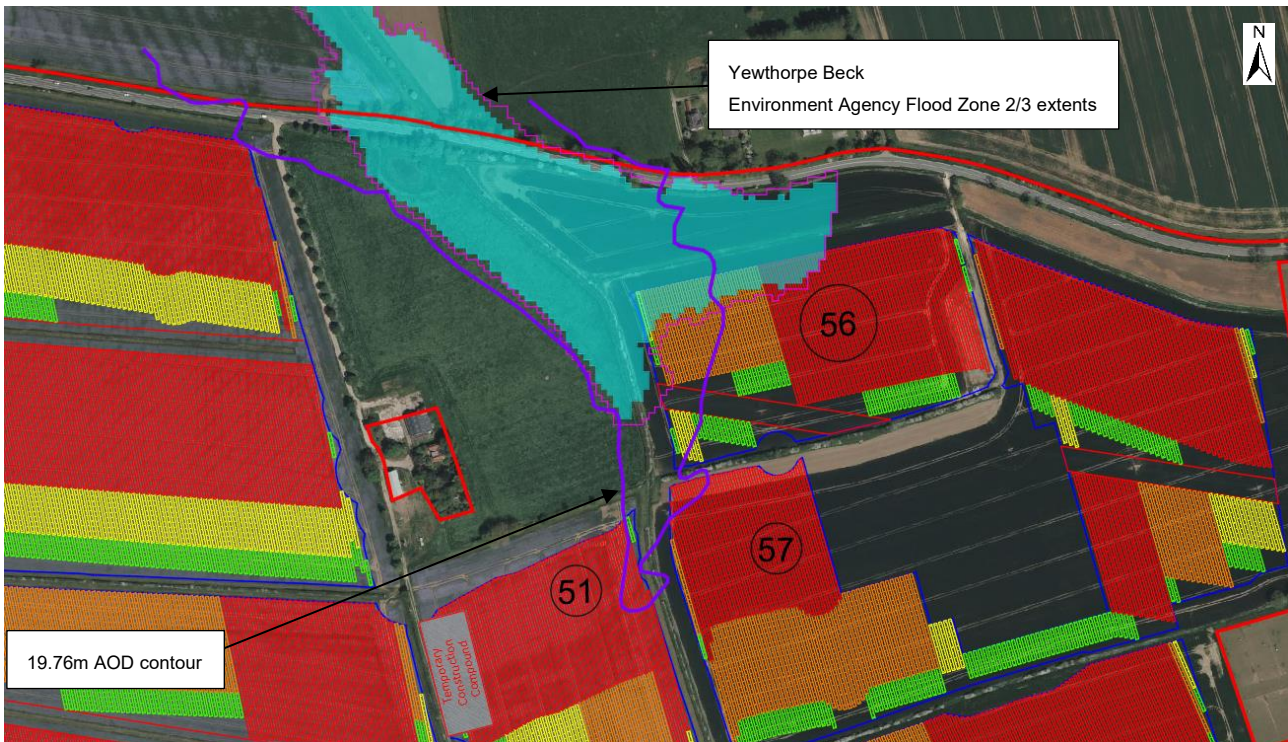 N
Yewthorpe Beck
Environment Agency Flood Zone 2/3 extents
56
57
51
Temporary
Construction
Compound
19.76m AOD contour